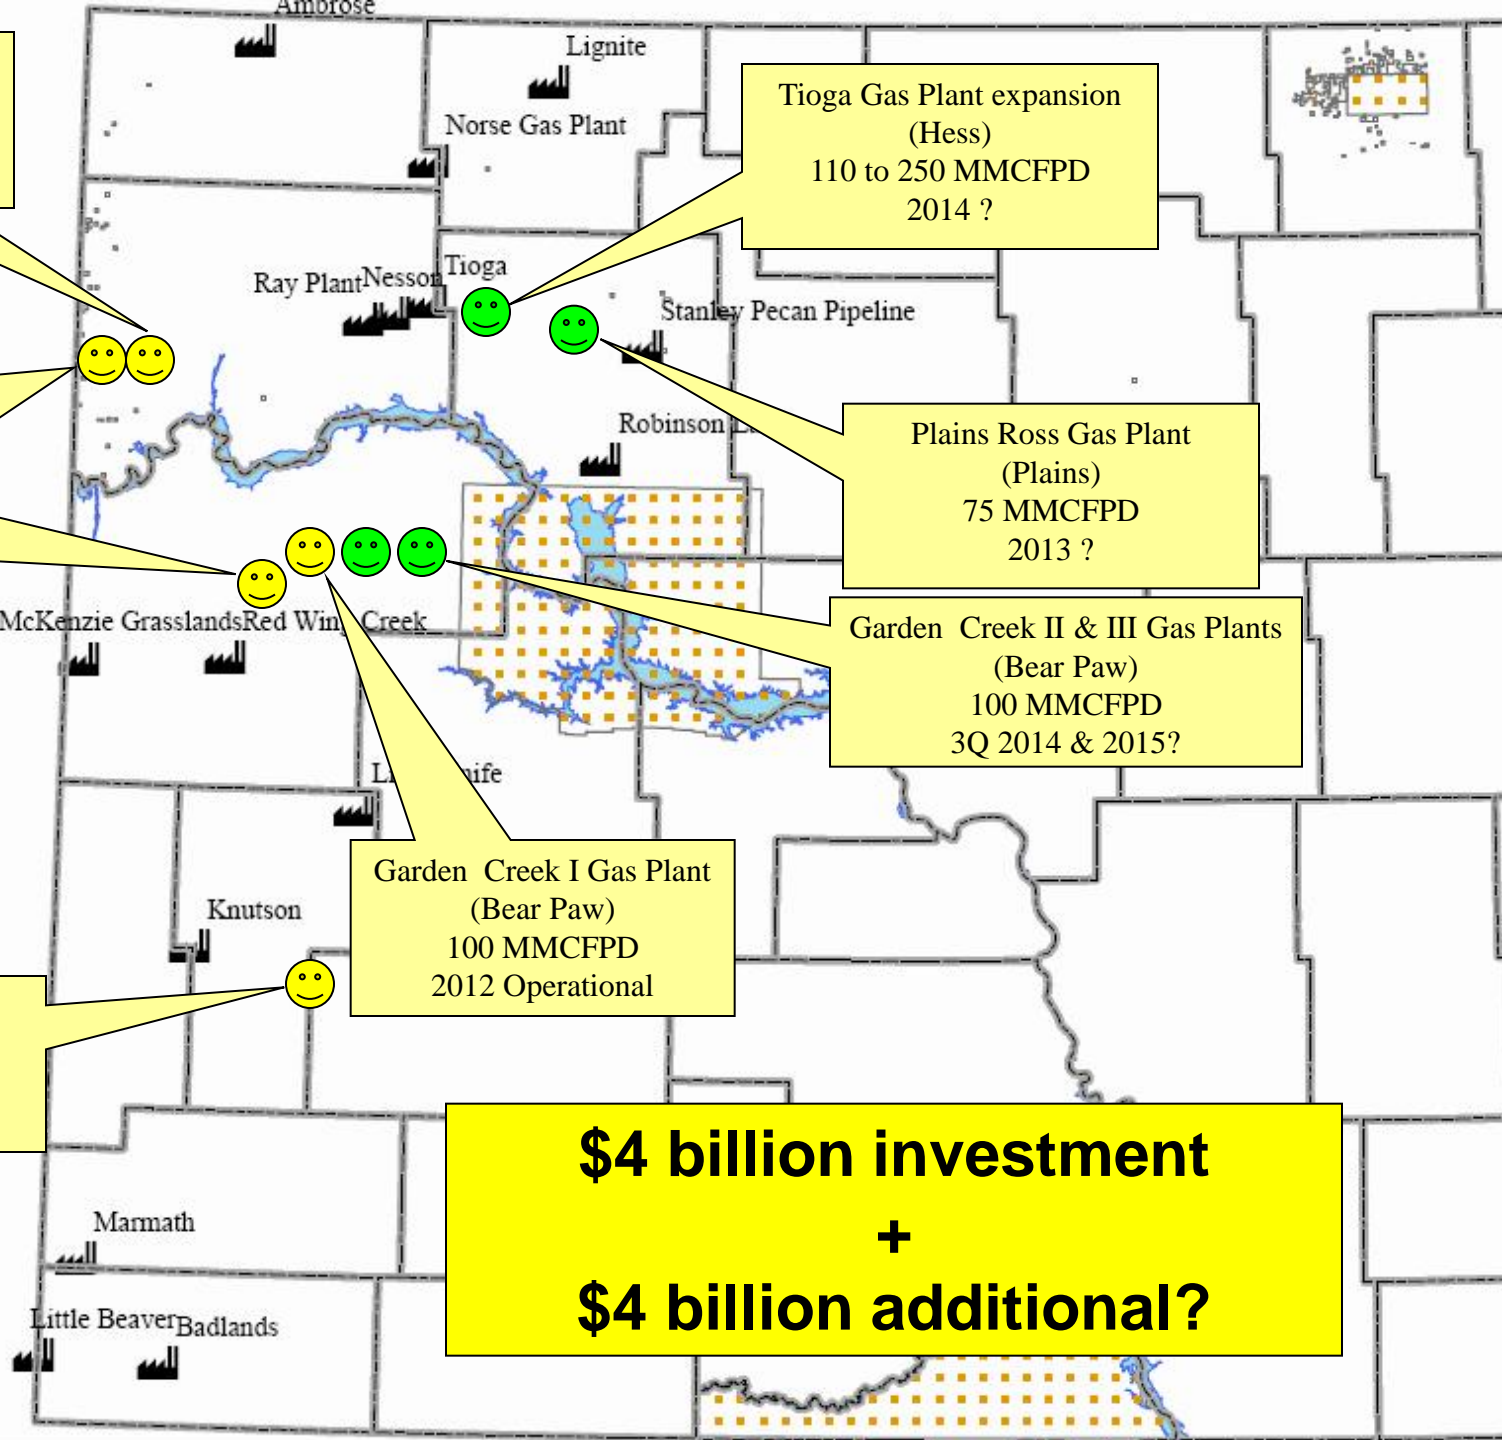 Ambrose
Lignite
Norse Gas Plant
Tioga Gas Plant expansion
(Hess)
110 to 250 MMCFPD
2014 ?
Ray Plant
Nesson
Tioga
Stanley
Pecan Pipeline
Robinson
Plains Ross Gas Plant
(Plains)
75 MMCFPD
2013 ?
McKenzie
Grasslands
Red Wing Creek
Garden Creek II & III Gas Plants
(Bear Paw)
100 MMCFPD
3Q 2014 & 2015?
Garden Creek I Gas Plant
(Bear Paw)
100 MMCFPD
2012 Operational
Knutson
$4 billion investment
+
$4 billion additional?
Marmath
Little Beaver
Badlands